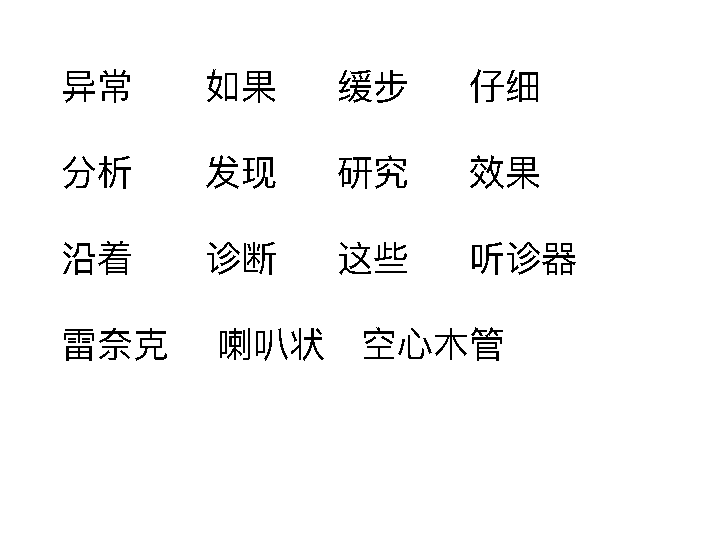 异常 如果 缓步 仔细
分析 发现 研究 效果
沿着 诊断 这些 听诊器
雷奈克 喇叭状 空心木管